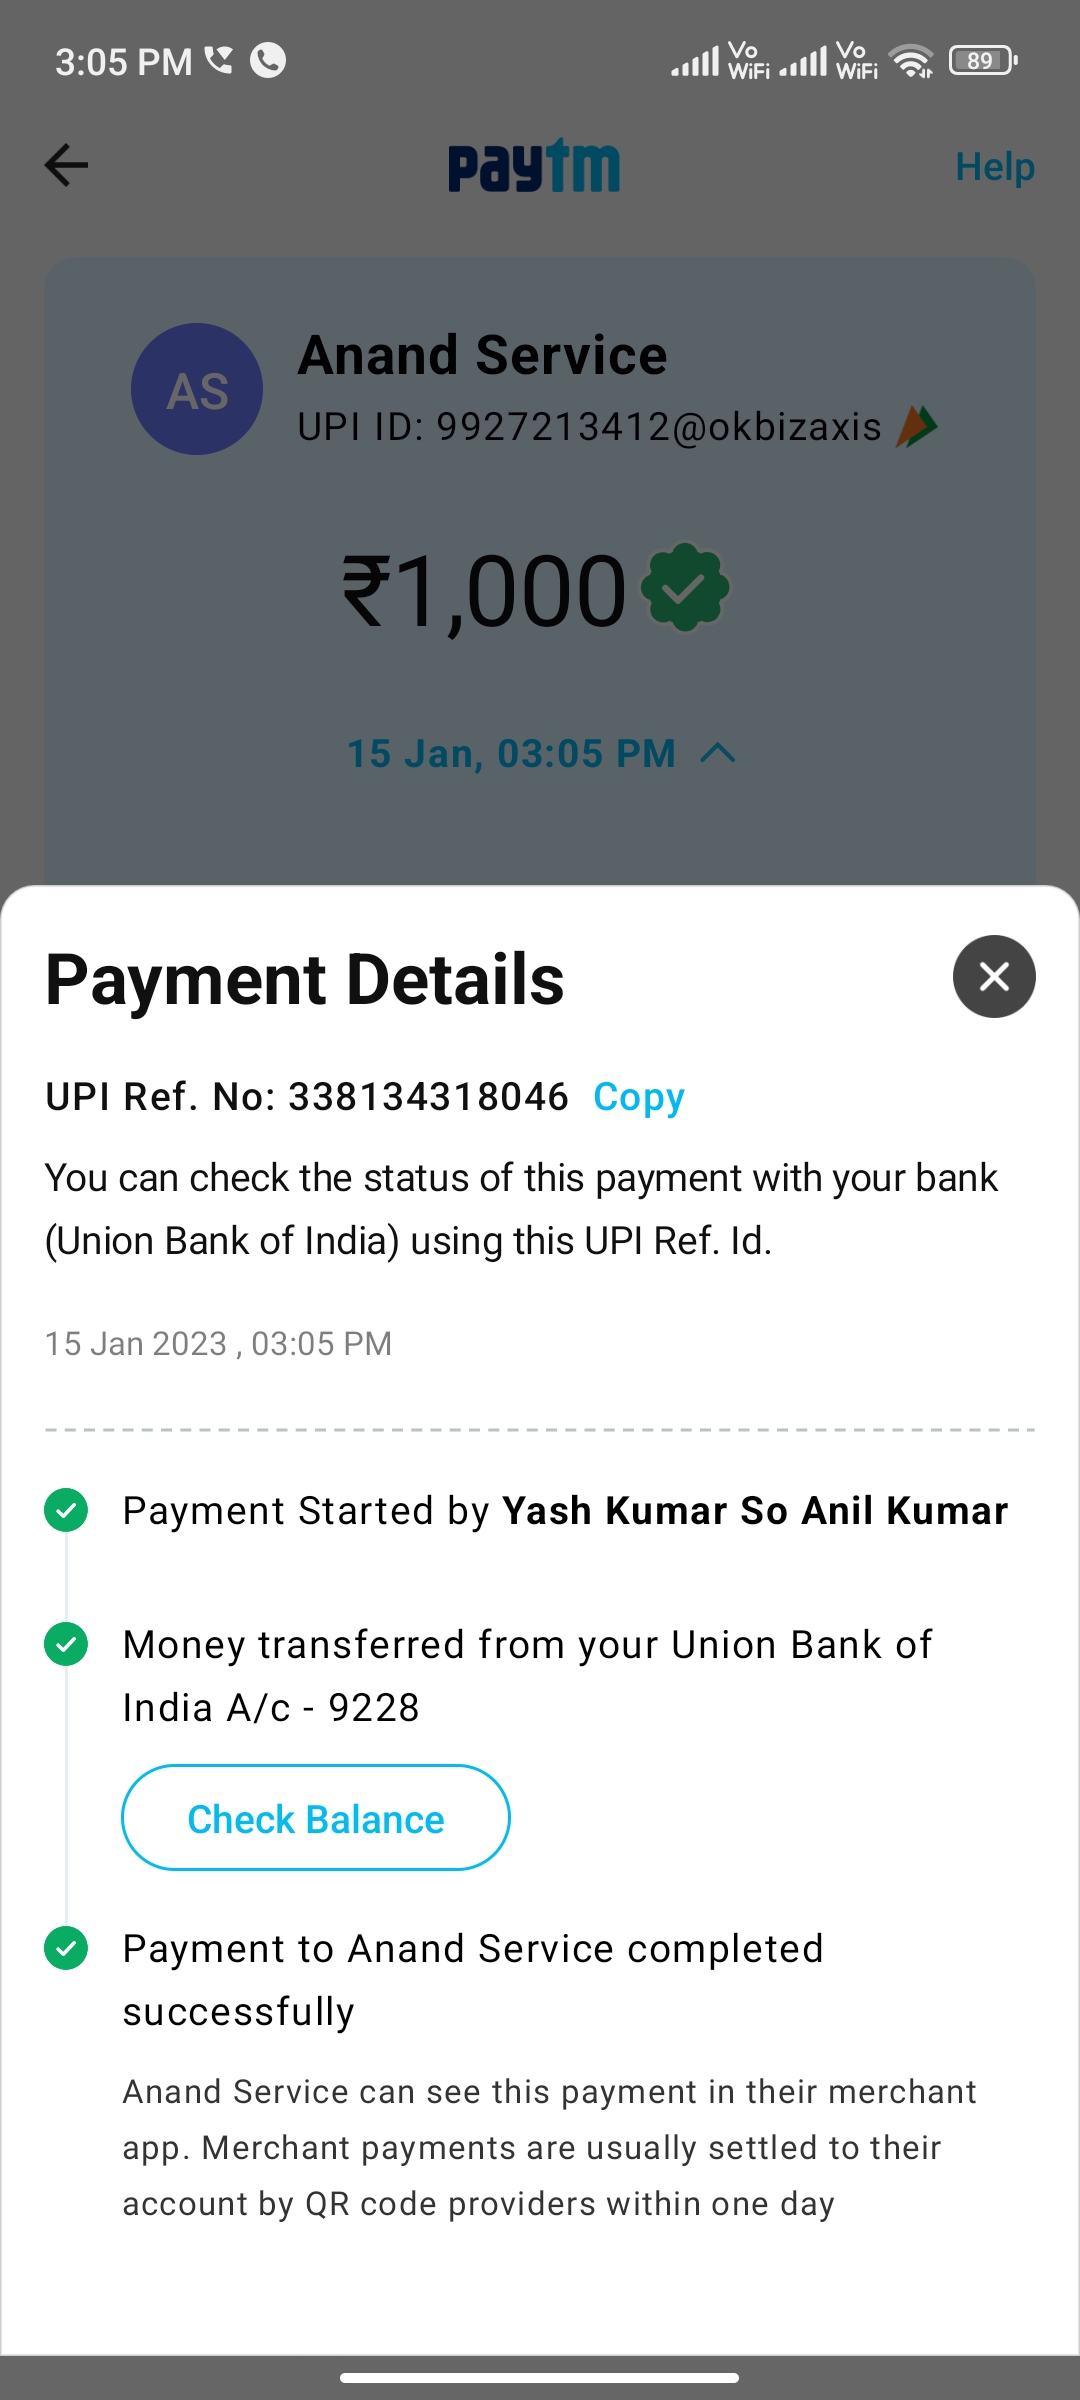 3:05 PM
Vo WiFi Vo WiFi 89
paytm
Help
AS
Anand Service
UPI ID: 9927213412@okbizaxis
₹1,000
15 Jan, 03:05 PM
Payment Details
UPI Ref. No: 338134318046 Copy
You can check the status of this payment with your bank
(Union Bank of India) using this UPI Ref. Id.
15 Jan 2023 , 03:05 PM
Payment Started by Yash Kumar So Anil Kumar
Money transferred from your Union Bank of
India A/c - 9228
Check Balance
Payment to Anand Service completed
successfully
Anand Service can see this payment in their merchant
app. Merchant payments are usually settled to their
account by QR code providers within one day